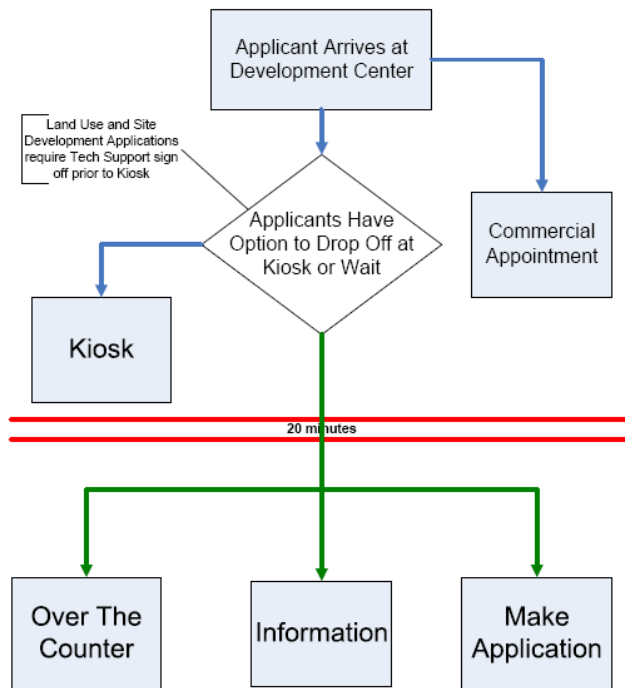 Applicant Arrives at
Development Center
Land Use and Site
Development Applications
require Tech Support sign
off prior to Kiosk
Applicants Have
Option to Drop Off at
Kiosk or Wait
Commercial
Appointment
Kiosk
20 minutes
Over The
Counter
Information
Make
Application